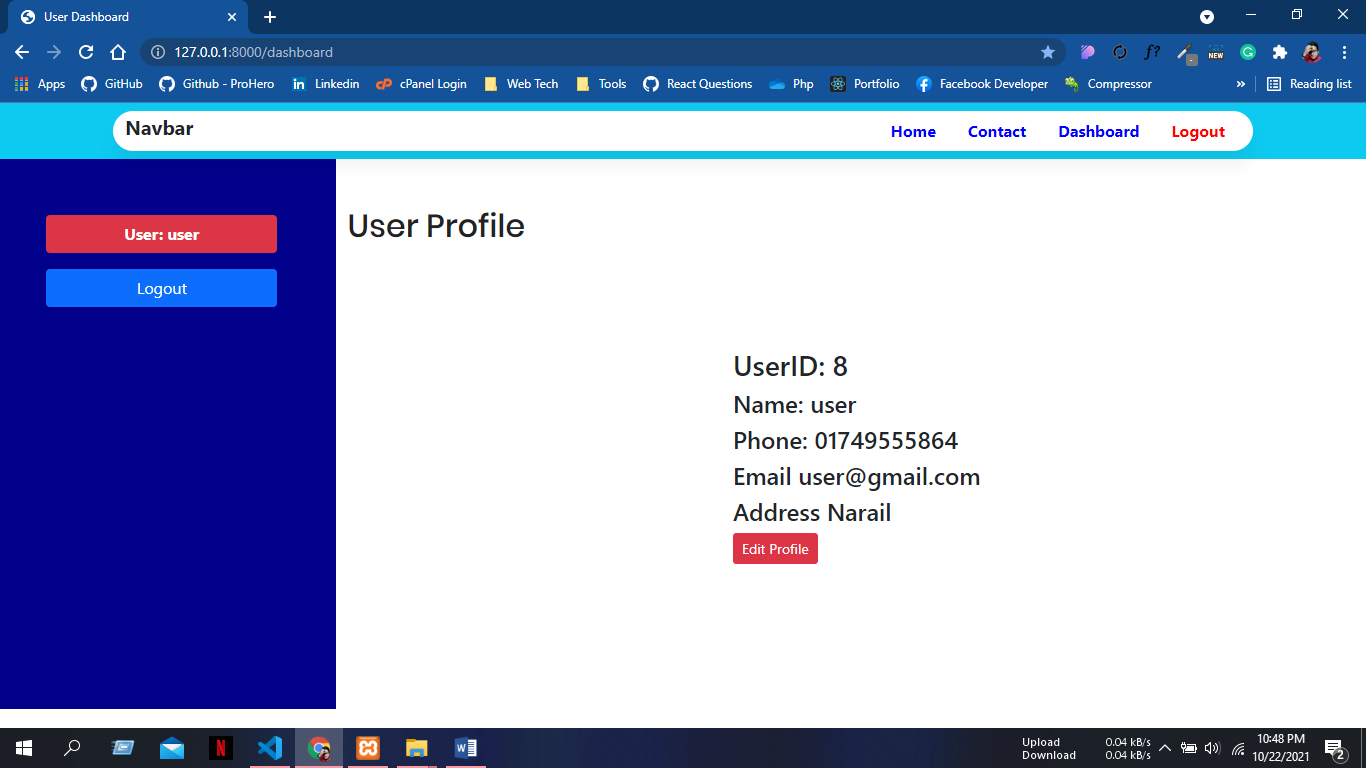 User Dashboard
127.0.0.1:8000/dashboard
f?
NEW
Apps
GitHub
Github - ProHero
Linkedin
cPanel Login
Web Tech
Tools
React Questions
Php
Portfolio
Facebook Developer
Compressor
»
Reading list
Navbar
Home
Contact
Dashboard
Logout
User: user
Logout
User Profile
UserID: 8
Name: user
Phone: 01749555864
Email user@gmail.com
Address Narail
Edit Profile
Upload 0.04 kB/s
Download 0.04 kB/s
10:48 PM
10/22/2021
2